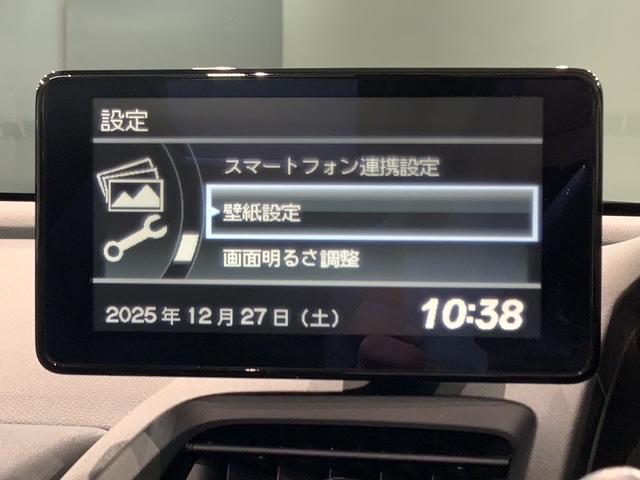 設定
スマートフォン連携設定
壁紙設定
画面明るさ調整
2025年12月27日（土） 10:38